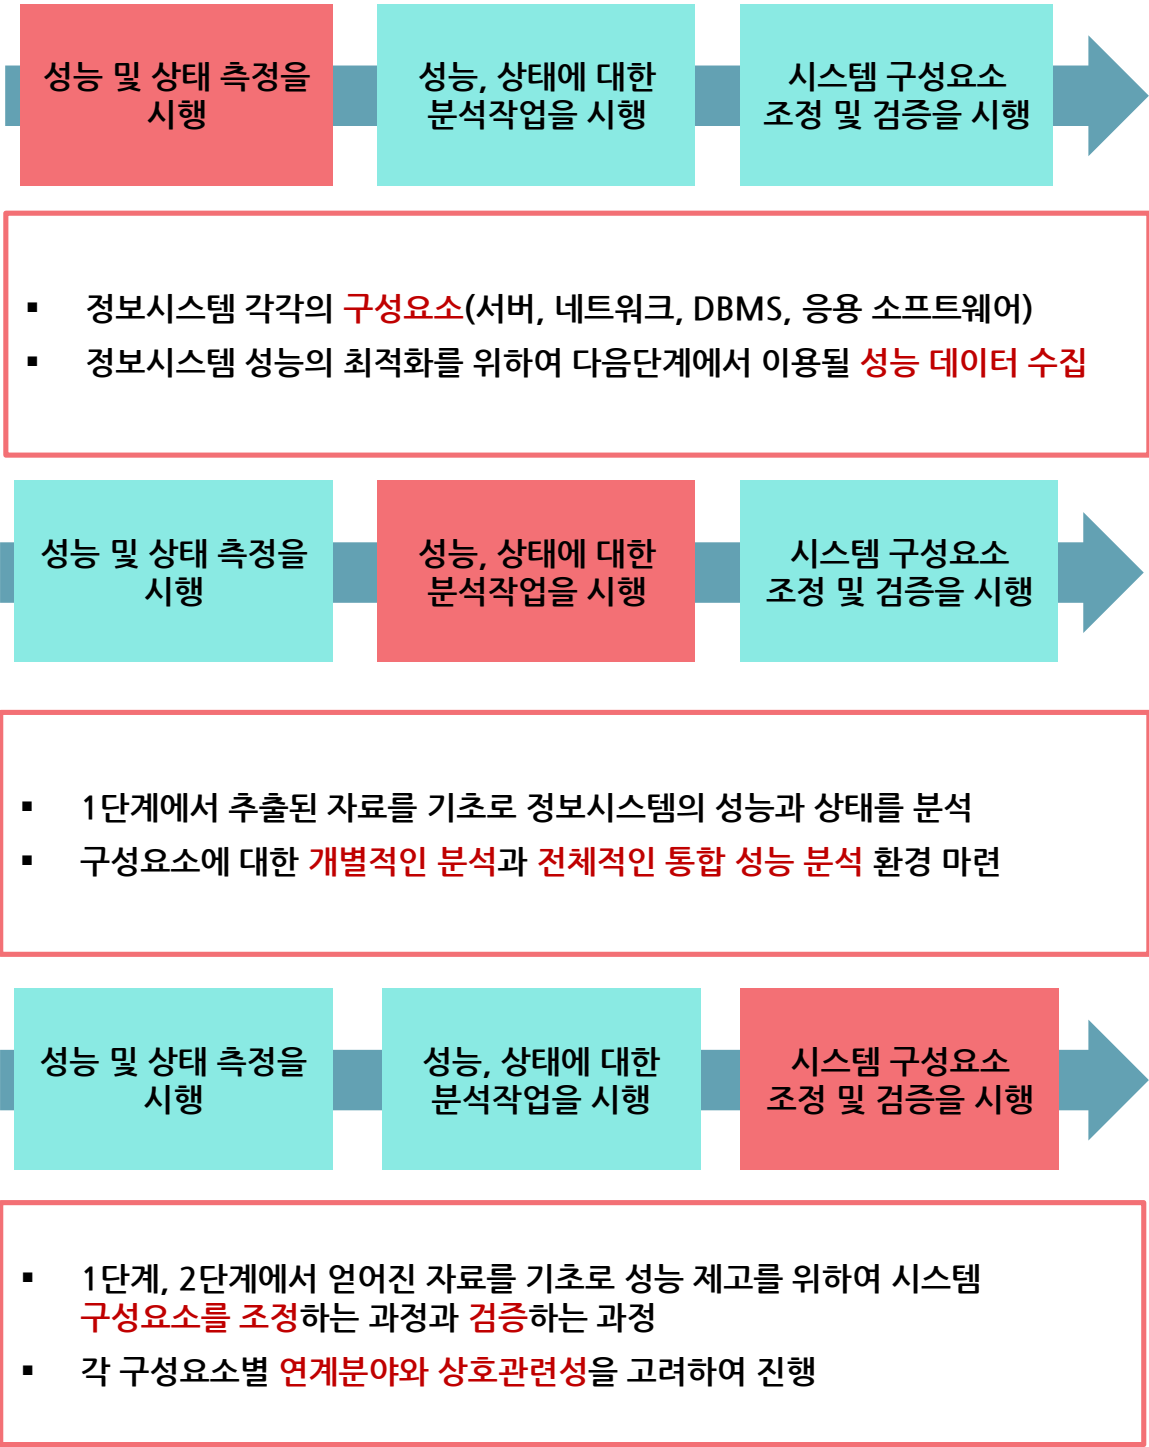 성능 및 상태 측정을
시행
성능, 상태에 대한
분석작업을 시행
시스템 구성요소
조정 및 검증을 시행
▪ 정보시스템 각각의 구성요소(서버, 네트워크, DBMS, 응용 소프트웨어)
▪ 정보시스템 성능의 최적화를 위하여 다음단계에서 이용될 성능 데이터 수집
성능 및 상태 측정을
시행
성능, 상태에 대한
분석작업을 시행
시스템 구성요소
조정 및 검증을 시행
▪ 1단계에서 추출된 자료를 기초로 정보시스템의 성능과 상태를 분석
▪ 구성요소에 대한 개별적인 분석과 전체적인 통합 성능 분석 환경 마련
성능 및 상태 측정을
시행
성능, 상태에 대한
분석작업을 시행
시스템 구성요소
조정 및 검증을 시행
▪ 1단계, 2단계에서 얻어진 자료를 기초로 성능 제고를 위하여 시스템
구성요소를 조정하는 과정과 검증하는 과정
▪ 각 구성요소별 연계분야와 상호관련성을 고려하여 진행